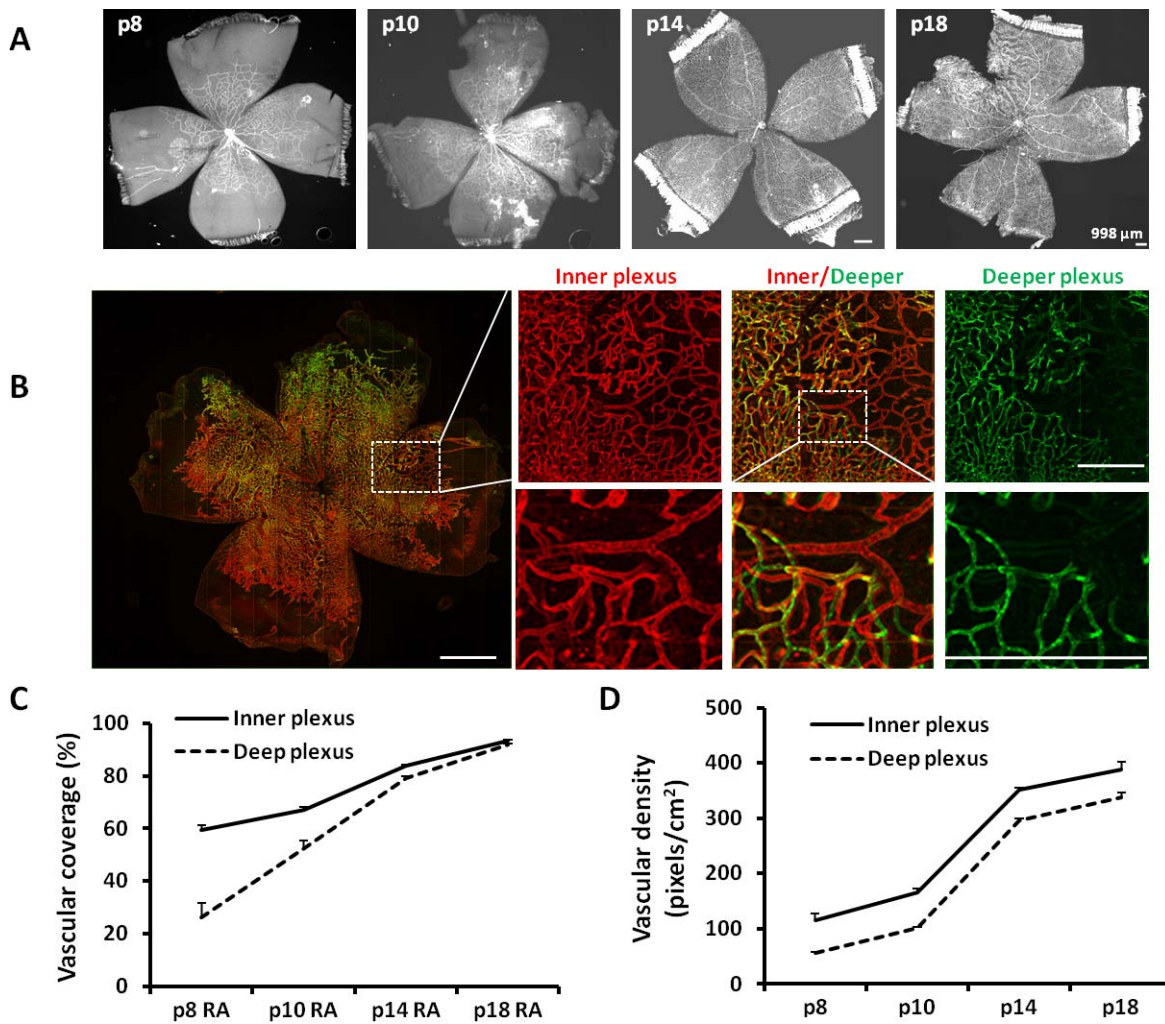 A
p8
p10
p14
p18
998 µm
B
Inner plexus
Inner/Deeper
Deeper plexus
C
Vascular coverage (%)
100
80
60
40
20
0
Inner plexus
Deep plexus
p8 RA
p10 RA
p14 RA
p18 RA
D
Vascular density
(pixels/cm²)
500
400
300
200
100
0
Inner plexus
Deep plexus
p8
p10
p14
p18